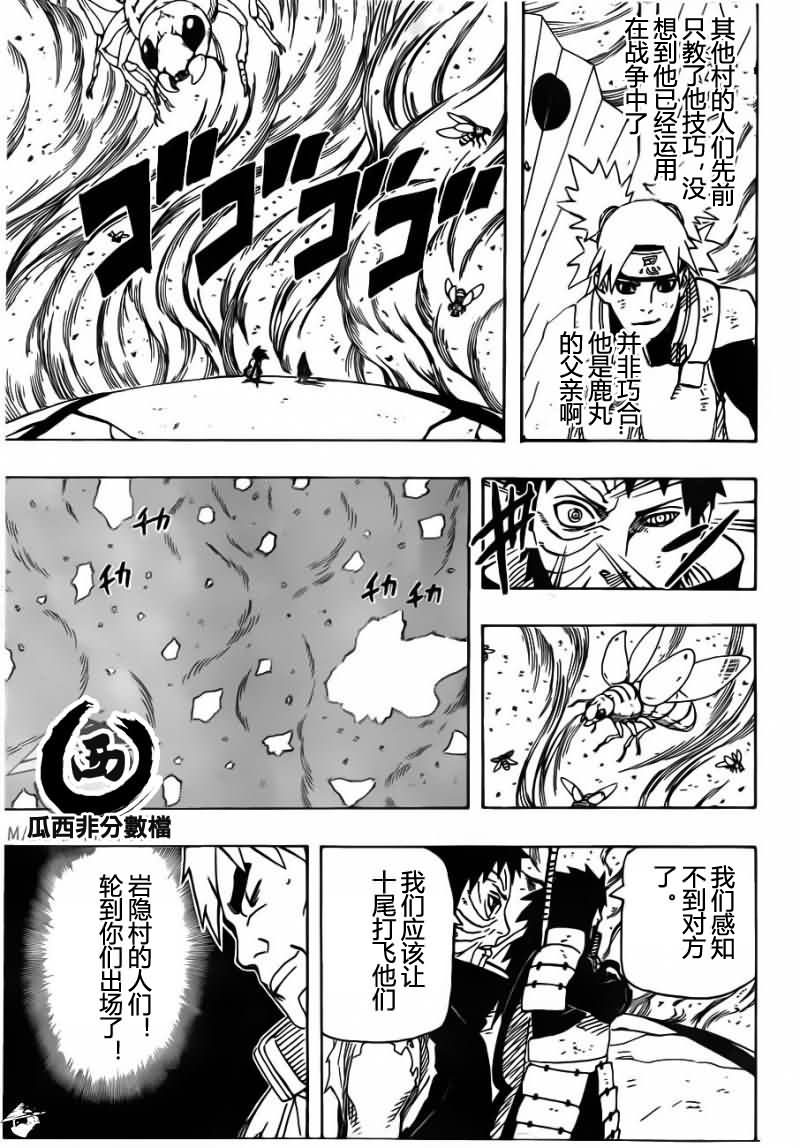 其他村的人们先前
只教了他技巧,没
想到他已经运用
在战争中了
忍
并非巧合…
他是鹿丸
的父亲啊
ゴゴゴゴ
チカ
チカ
チカ
チカ
西
瓜西非分數檔
我们感知
不到对方
了。
我们应该让
十尾打飞他们
岩隐村的人们！
轮到你们出场了！